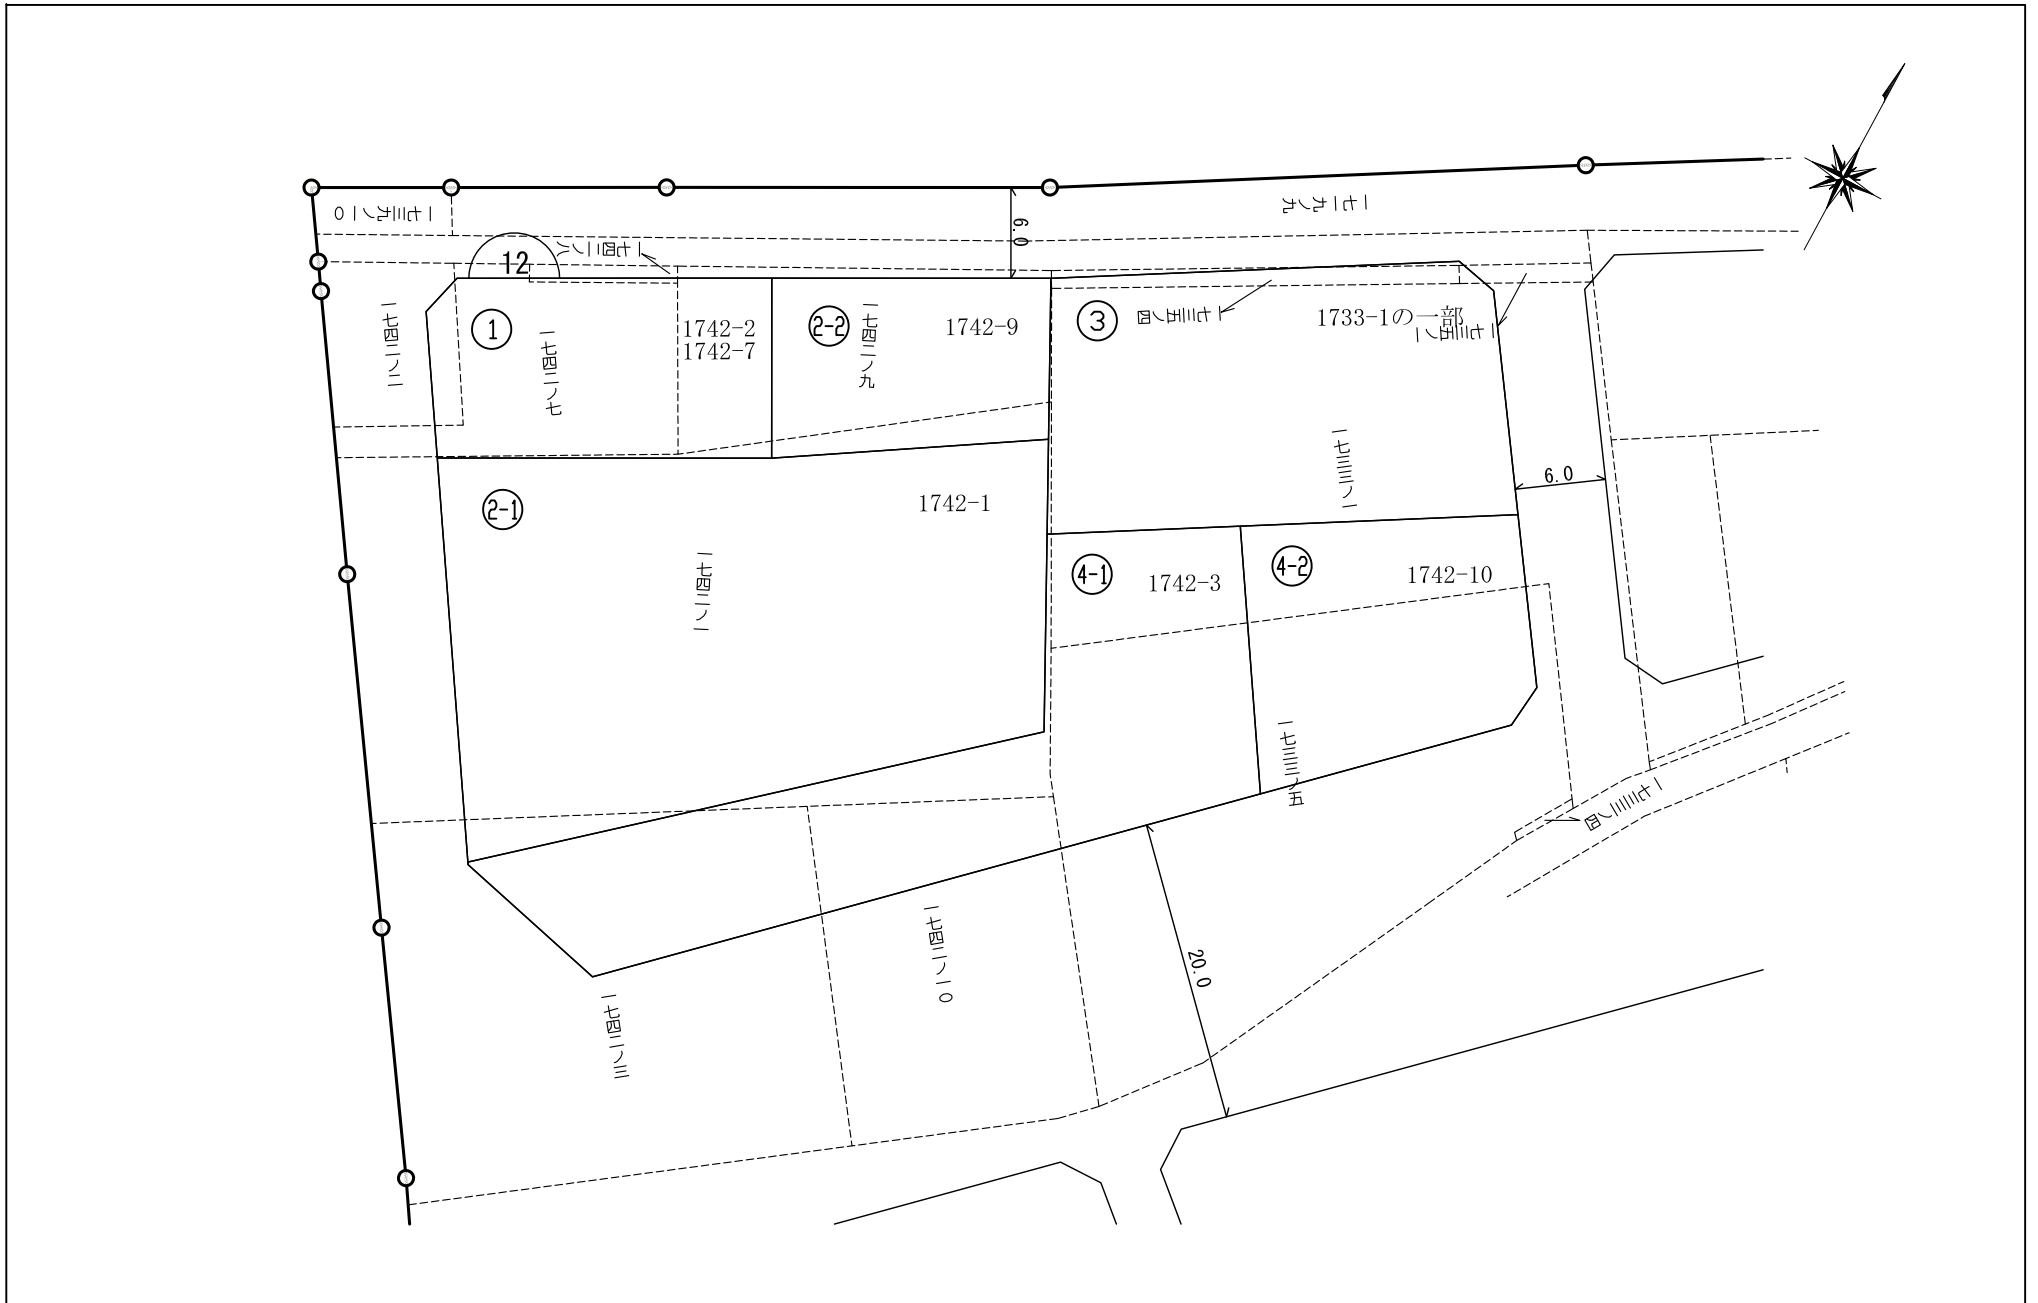 一七三九ノ一〇
一七一九ノ九
6.0
一七四二ノ八
12
一七四二ノ二
①
一七四二ノ七
1742-2
1742-7
2-2
一七四二ノ九
1742-9
③
一七三五ノ四
1733-1の一部
一七三五ノ一
一七三三ノ一
6.0
2-1
1742-1
一七四二ノ一
4-1
1742-3
4-2
1742-10
一七三三ノ五
一七三三ノ四
一七四二ノ一〇
20.0
一七四二ノ三